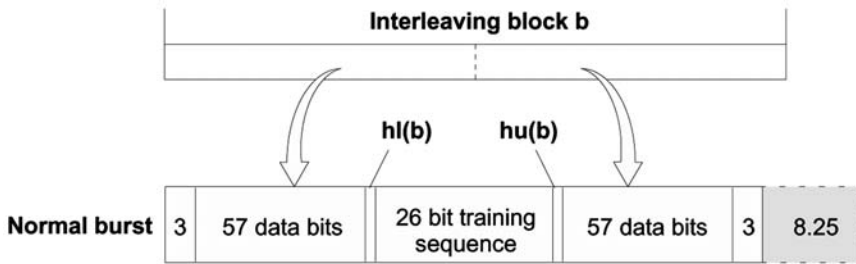 Interleaving block b
hl(b) hu(b)
Normal burst 3 57 data bits 26 bit training sequence 57 data bits 3 8.25